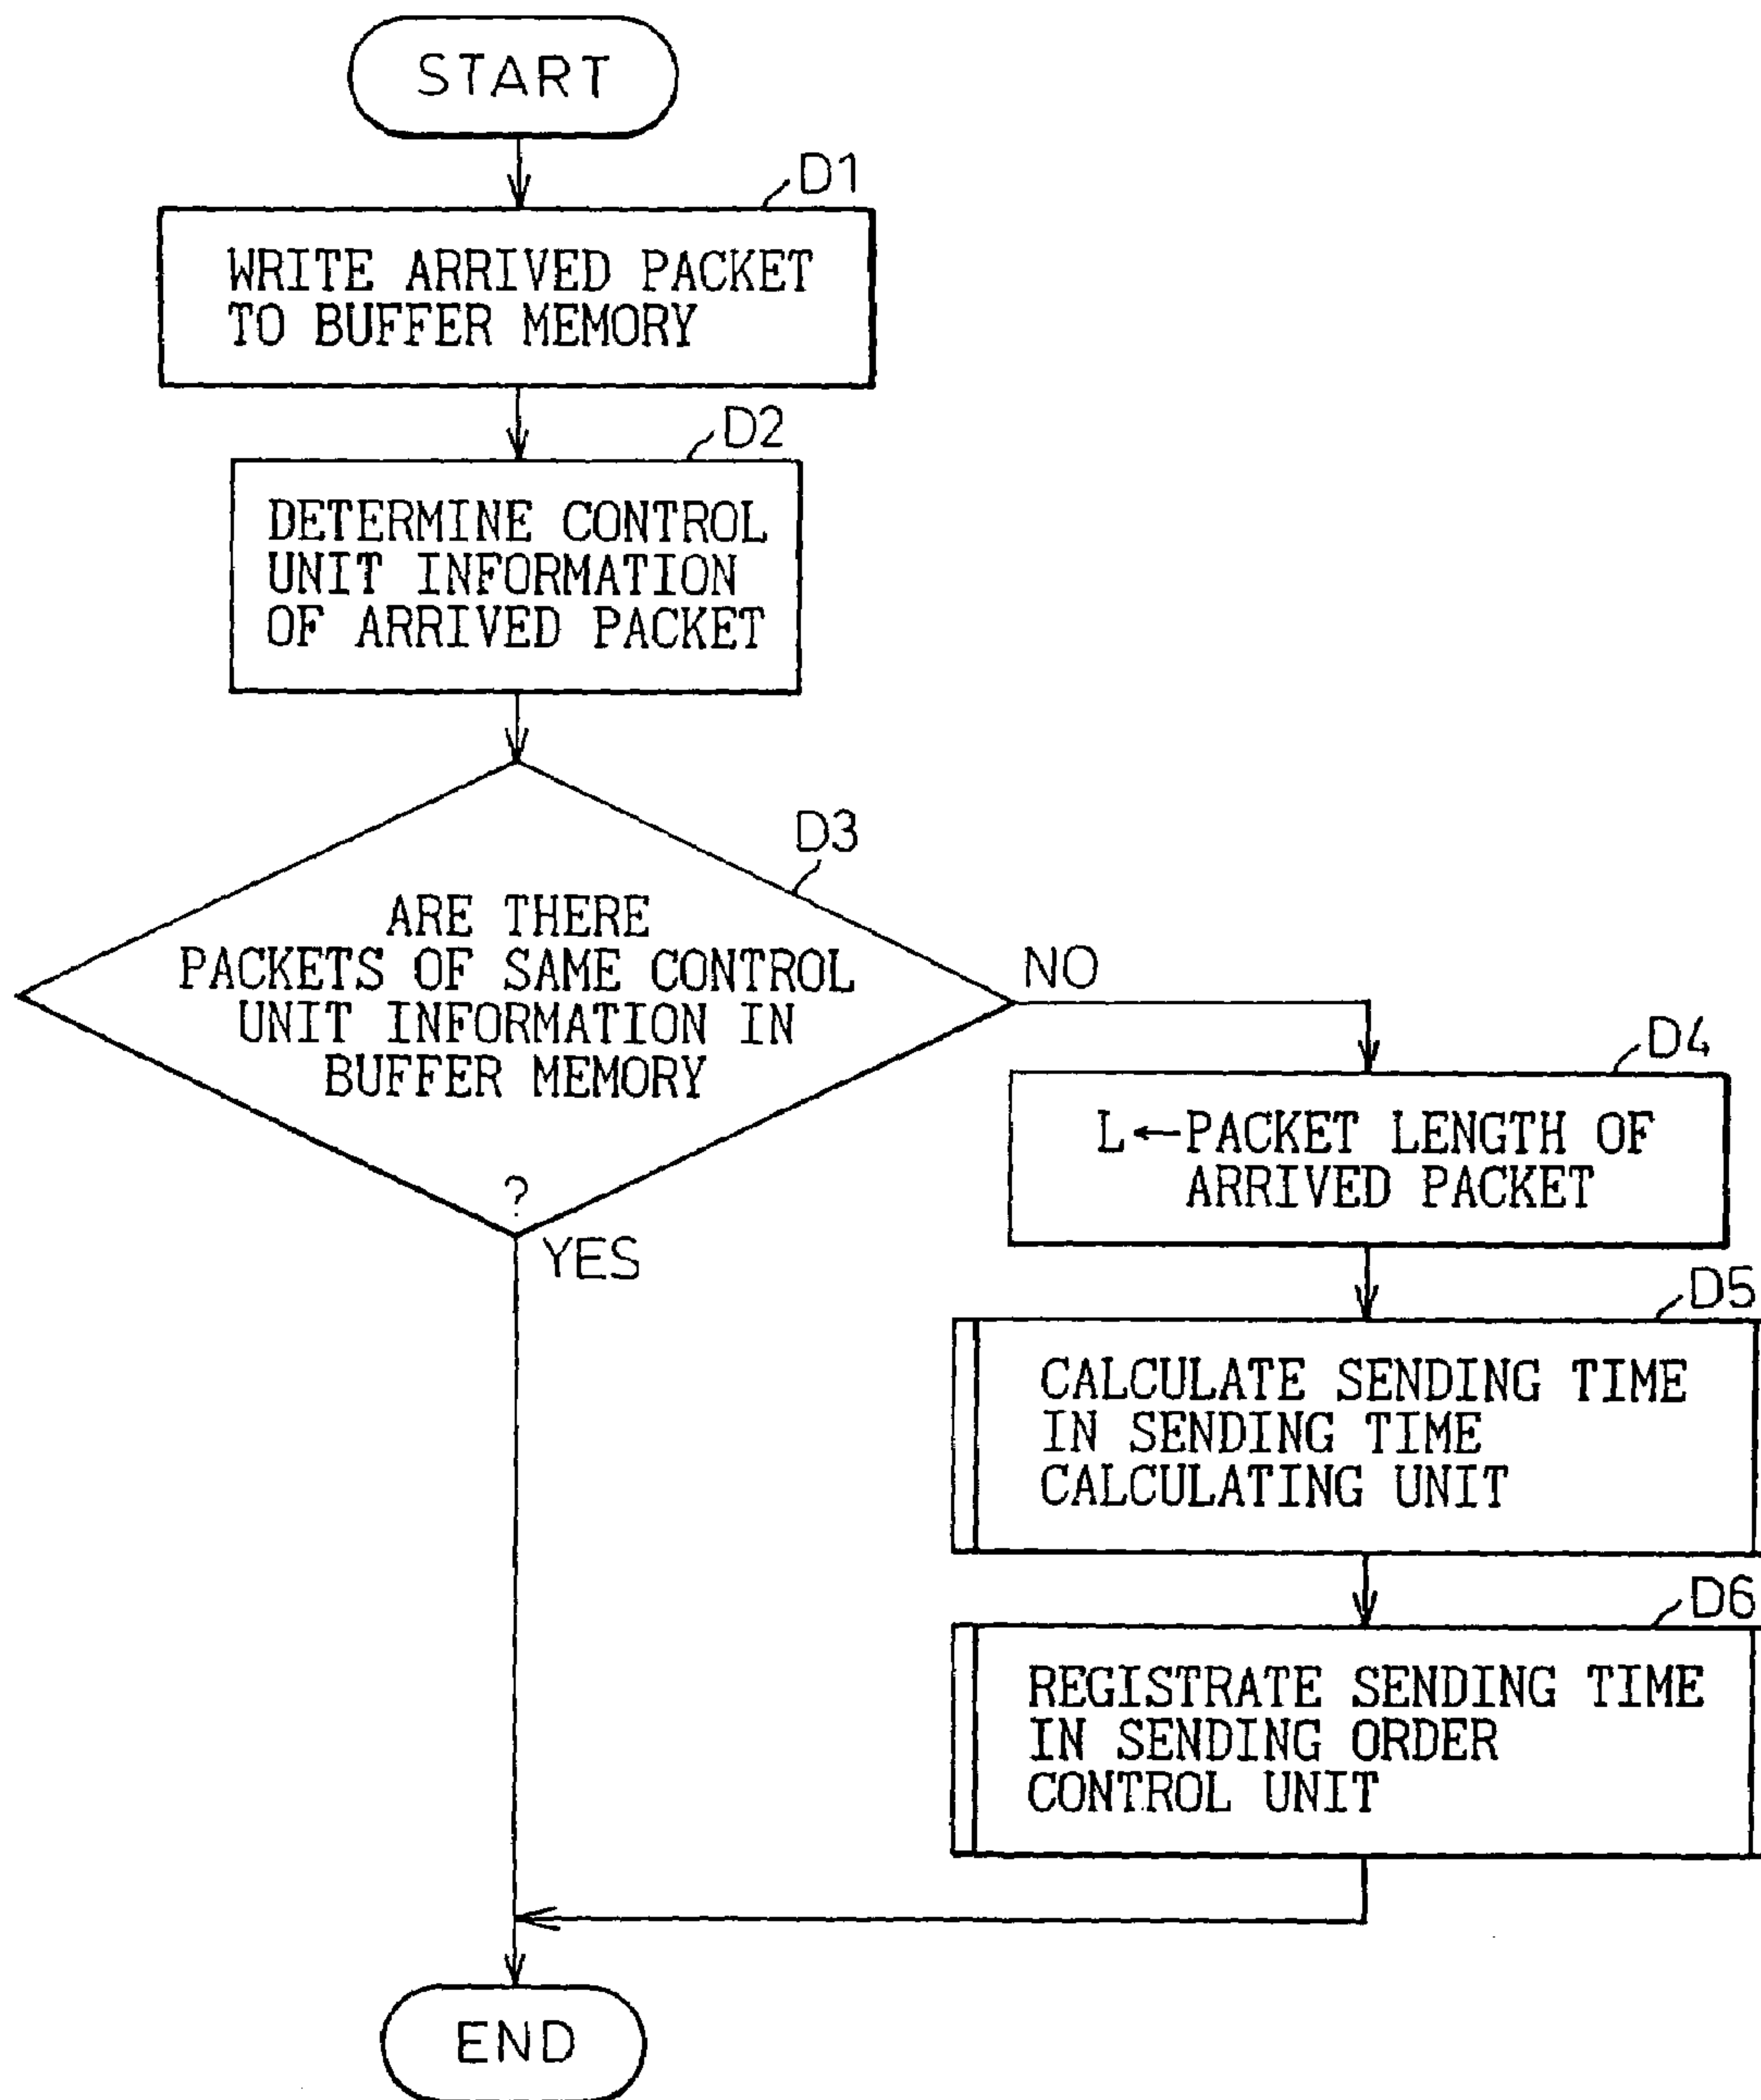 START
D1
WRITE ARRIVED PACKET
TO BUFFER MEMORY
D2
DETERMINE CONTROL
UNIT INFORMATION
OF ARRIVED PACKET
D3
ARE THERE
PACKETS OF SAME CONTROL
UNIT INFORMATION IN
BUFFER MEMORY
?
NO
YES
D4
L←PACKET LENGTH OF
ARRIVED PACKET
D5
CALCULATE SENDING TIME
IN SENDING TIME
CALCULATING UNIT
D6
REGISTRATE SENDING TIME
IN SENDING ORDER
CONTROL UNIT
END